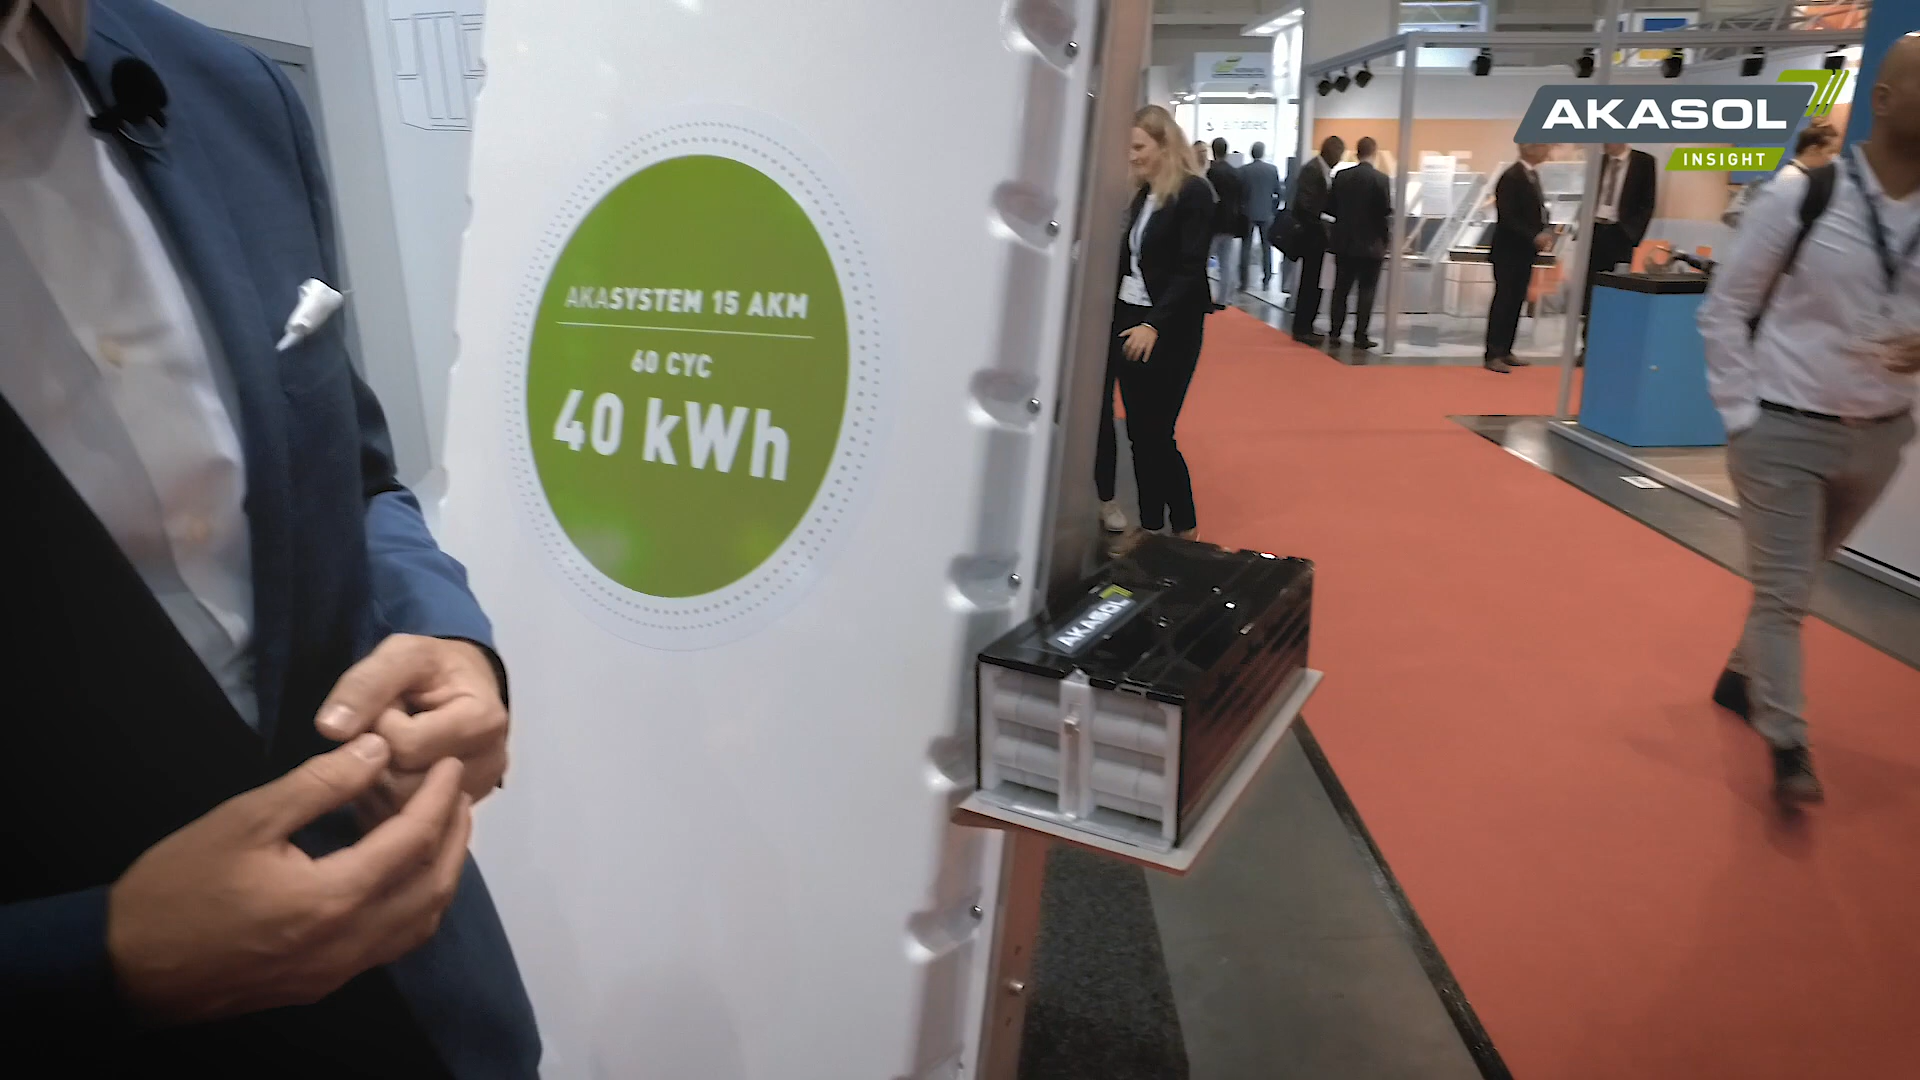 AKASYSTEM 15 AKM
60 CYC
40 kWh
AKASOL
INSIGHT
AKASOL